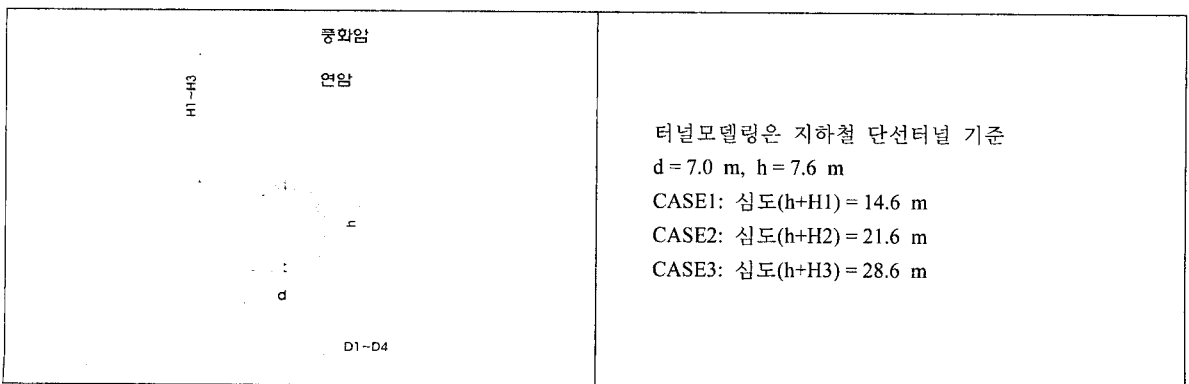 풍화암
연암
H1~H3
h
d
D1~D4
터널모델링은 지하철 단선터널 기준
d = 7.0 m, h = 7.6 m
CASE1: 심도(h+H1) = 14.6 m
CASE2: 심도(h+H2) = 21.6 m
CASE3: 심도(h+H3) = 28.6 m